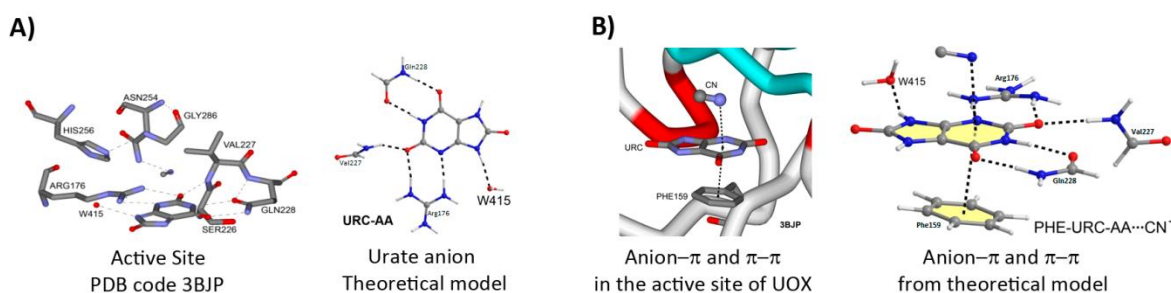 A)
ASN254
GLY286
HIS256
VAL227
ARG176
W415
GLN228
SER226
Active Site
PDB code 3BJP
Gln228
Val227
URC-AA
Arg176
W415
Urate anion
Theoretical model
B)
CN
URC
PHE159
3BJP
Anion–π and π–π
in the active site of UOX
W415
Arg176
Val227
Gln228
Phe159
PHE-URC-AA···CN⁻
Anion–π and π–π
from theoretical model